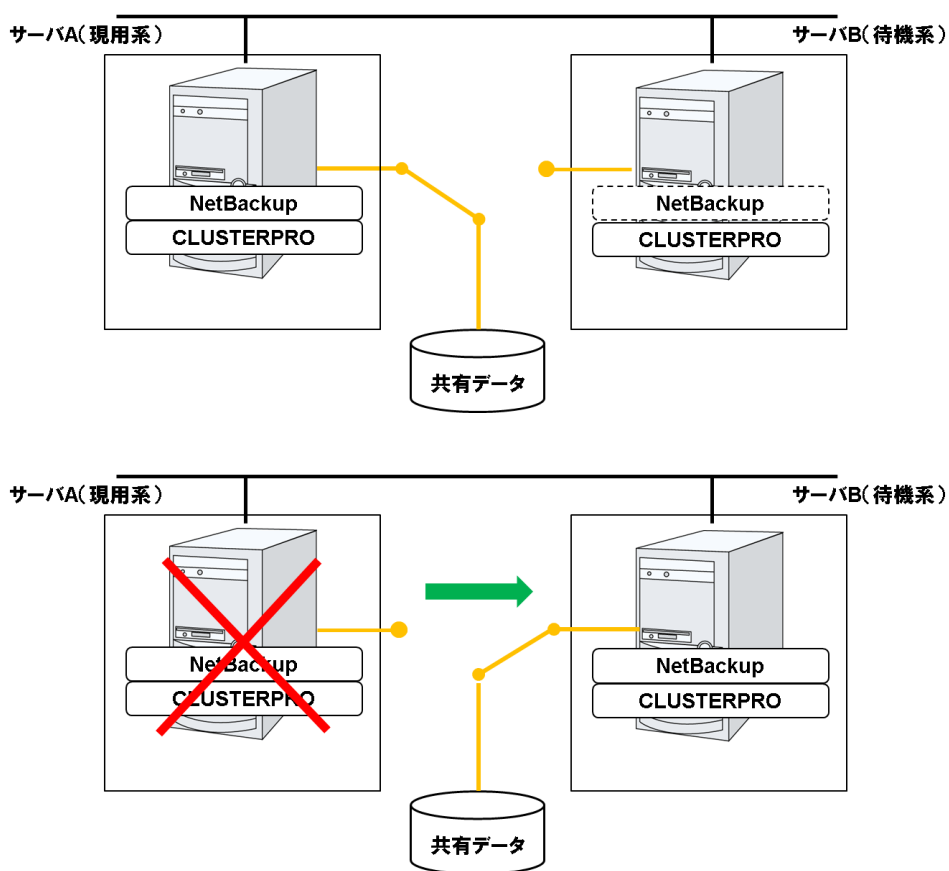 サーバA(現用系)
サーバB(待機系)
NetBackup
CLUSTERPRO
NetBackup
CLUSTERPRO
共有データ
サーバA(現用系)
サーバB(待機系)
NetBackup
CLUSTERPRO
NetBackup
CLUSTERPRO
共有データ